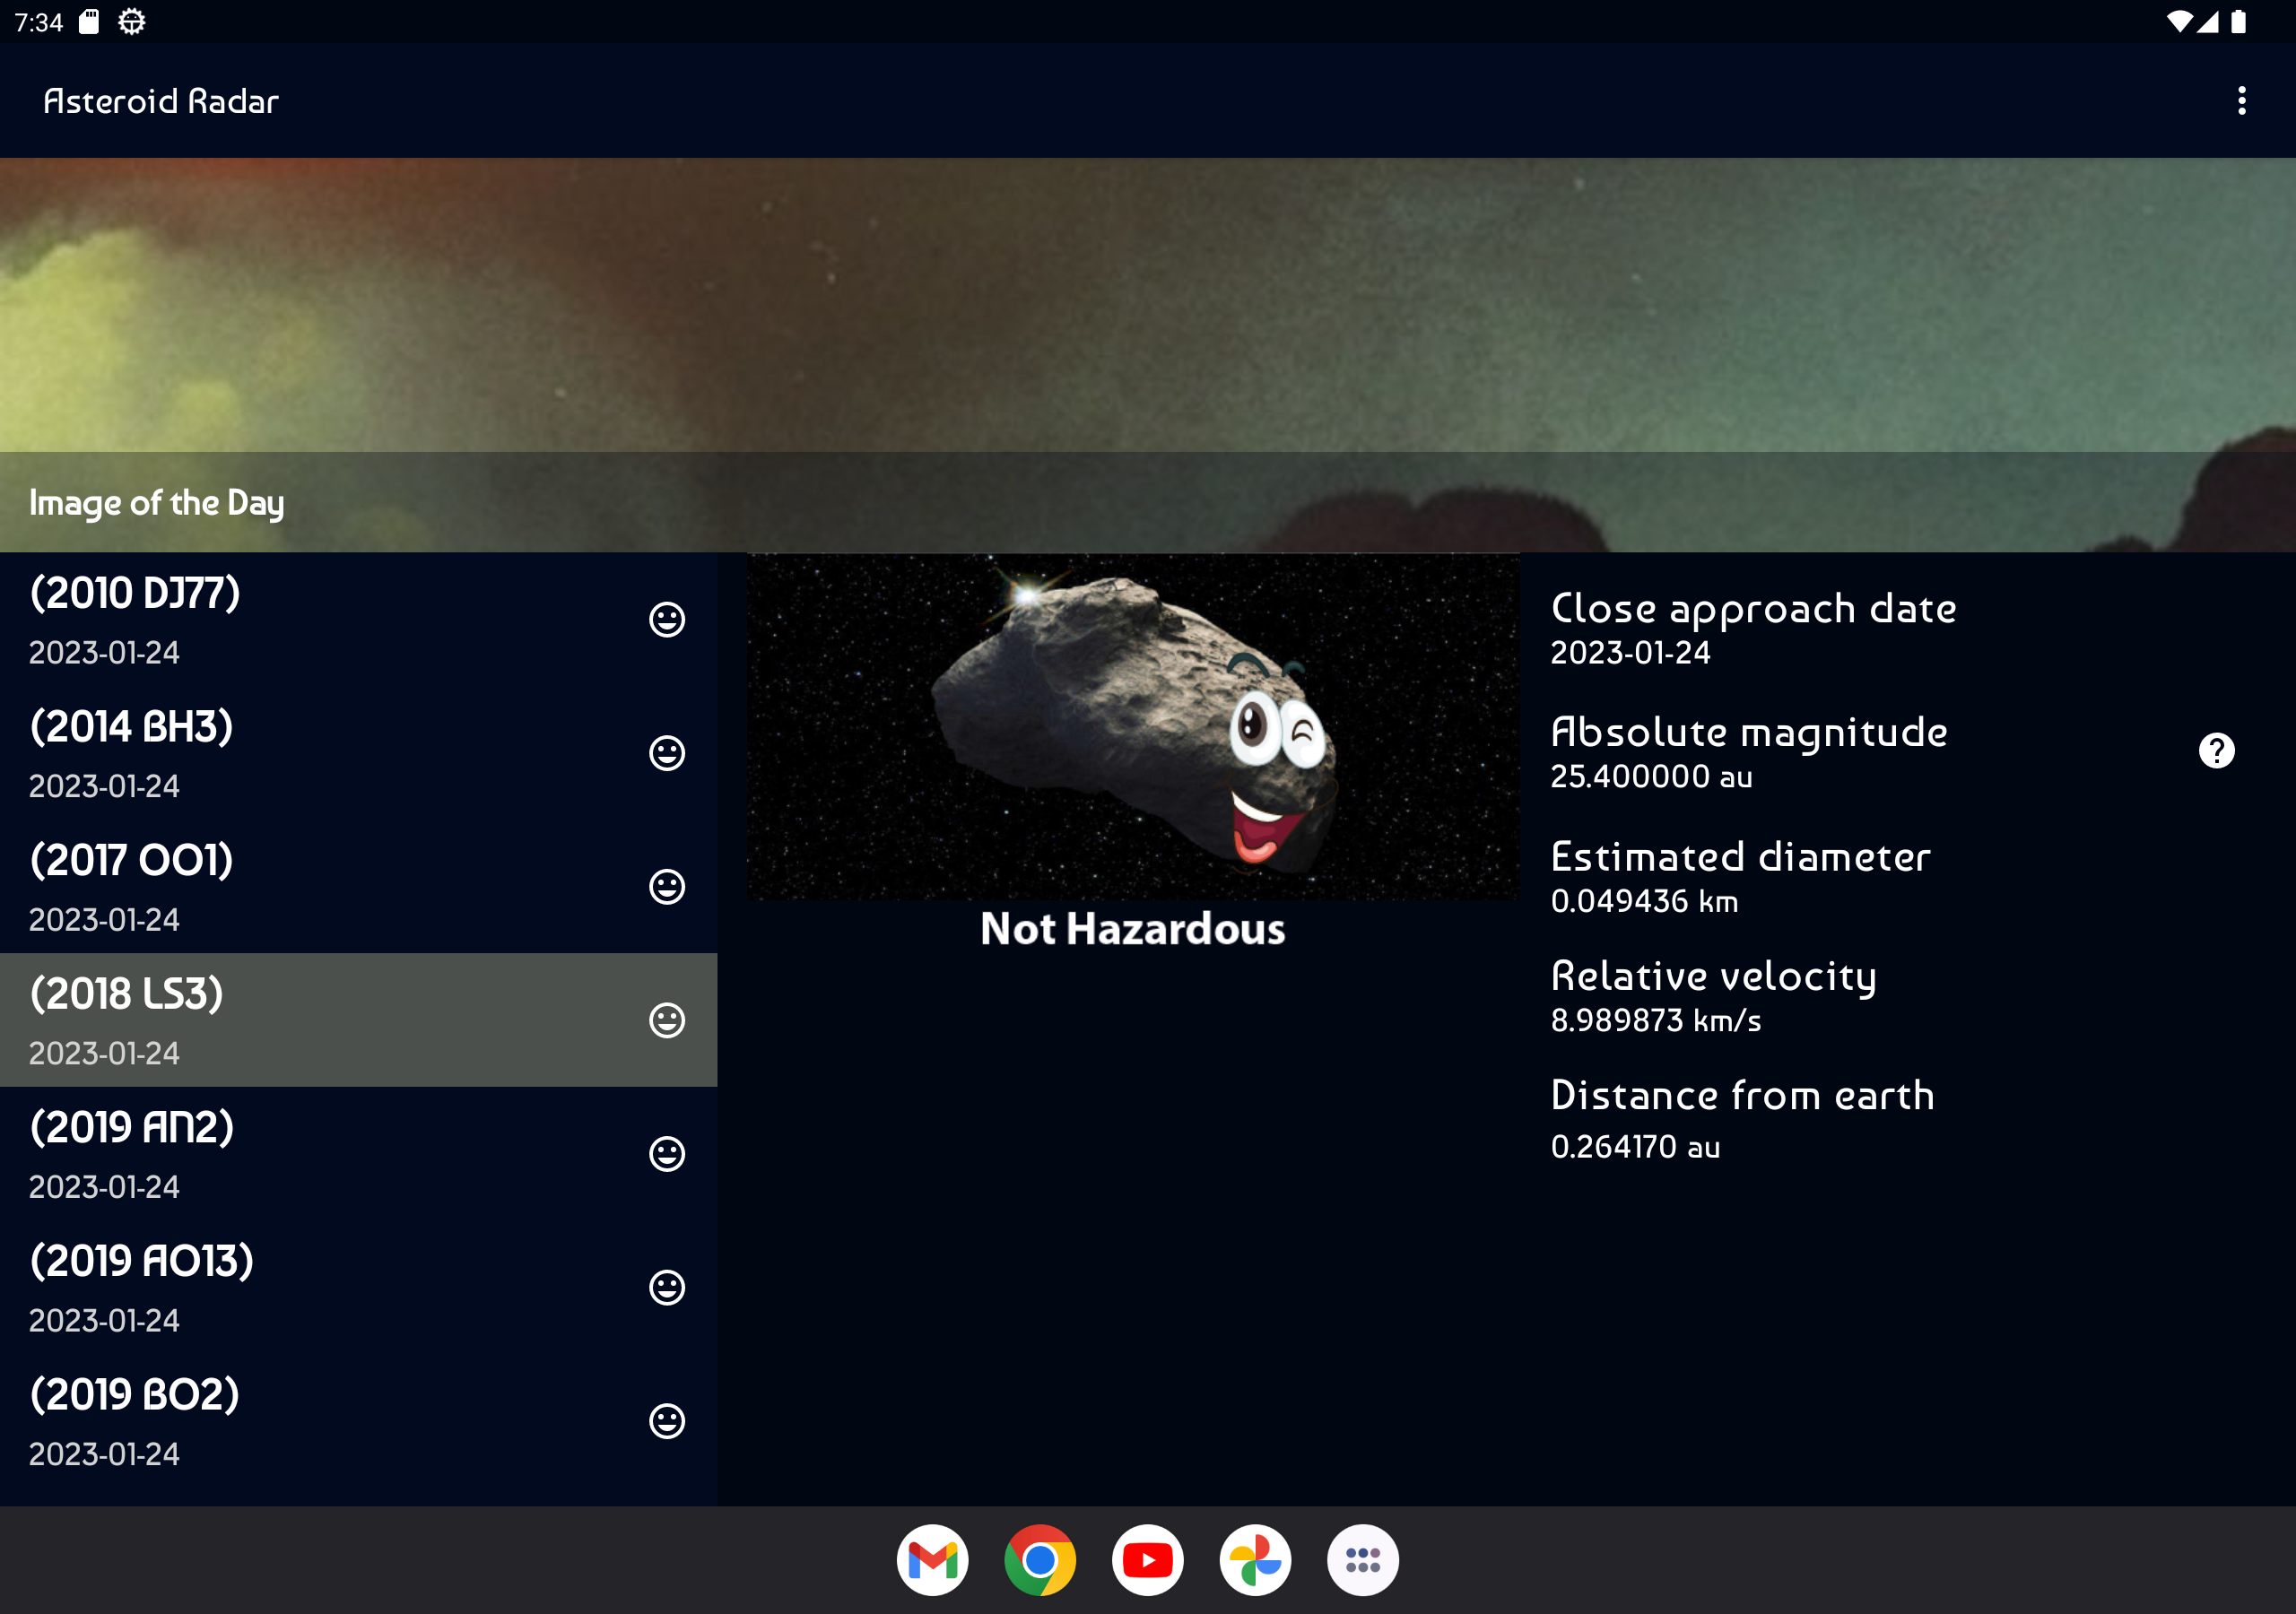 7:34
Asteroid Radar
Image of the Day
(2010 DJ77)
2023-01-24
(2014 BH3)
2023-01-24
(2017 OO1)
2023-01-24
(2018 LS3)
2023-01-24
(2019 AN2)
2023-01-24
(2019 AO13)
2023-01-24
(2019 BO2)
2023-01-24
Not Hazardous
Close approach date
2023-01-24
Absolute magnitude
25.400000 au
?
Estimated diameter
0.049436 km
Relative velocity
8.989873 km/s
Distance from earth
0.264170 au